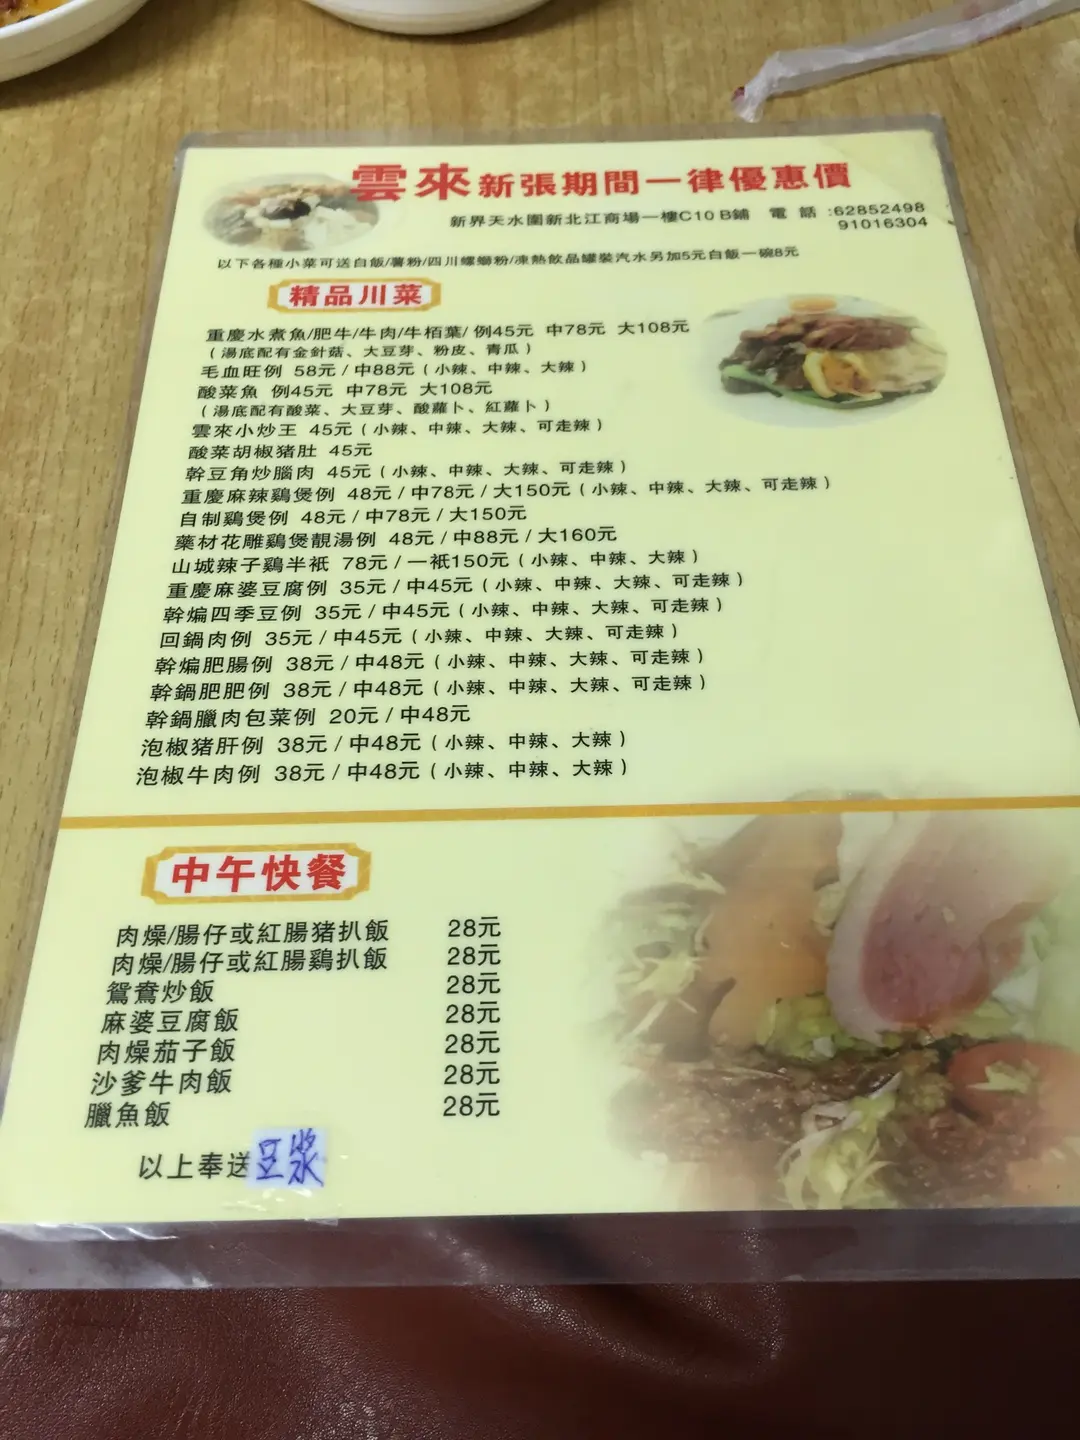 雲來新張期間一律優惠價
新界天水圍新北江商場一樓C10 B鋪 電 話 :62852498
91016304
以下各種小菜可送白飯/薯粉/四川螺螄粉/凍熱飲品罐裝汽水另加5元白飯一碗8元
精品川菜
重慶水煮魚/肥牛/牛肉/牛栢葉/ 例45元 中78元 大108元
（湯底配有金針菇、大豆芽、粉皮、青瓜）
毛血旺例 58元 / 中88元（小辣、中辣、大辣）
酸菜魚 例45元 中78元 大108元
（湯底配有酸菜、大豆芽、酸蘿卜、紅蘿卜）
雲來小炒王 45元（小辣、中辣、大辣、可走辣）
酸菜胡椒猪肚 45元
幹豆角炒腦肉 45元（小辣、中辣、大辣、可走辣）
重慶麻辣鷄煲例 48元 / 中78元 / 大150元（小辣、中辣、大辣、可走辣）
自制鷄煲例 48元 / 中78元 / 大150元
藥材花雕鷄煲靚湯例 48元 / 中88元 / 大160元
山城辣子鷄半衹 78元 / 一衹150元（小辣、中辣、大辣）
重慶麻婆豆腐例 35元 / 中45元（小辣、中辣、大辣、可走辣）
幹煸四季豆例 35元 / 中45元（小辣、中辣、大辣、可走辣）
回鍋肉例 35元 / 中45元（小辣、中辣、大辣、可走辣）
幹煸肥腸例 38元 / 中48元（小辣、中辣、大辣、可走辣）
幹鍋肥肥例 38元 / 中48元（小辣、中辣、大辣、可走辣）
幹鍋臘肉包菜例 20元 / 中48元
泡椒猪肝例 38元 / 中48元（小辣、中辣、大辣）
泡椒牛肉例 38元 / 中48元（小辣、中辣、大辣）
中午快餐
肉燥/腸仔或紅腸猪扒飯 28元
肉燥/腸仔或紅腸鷄扒飯 28元
鴛鴦炒飯 28元
麻婆豆腐飯 28元
肉燥茄子飯 28元
沙爹牛肉飯 28元
臘魚飯 28元
以上奉送豆漿